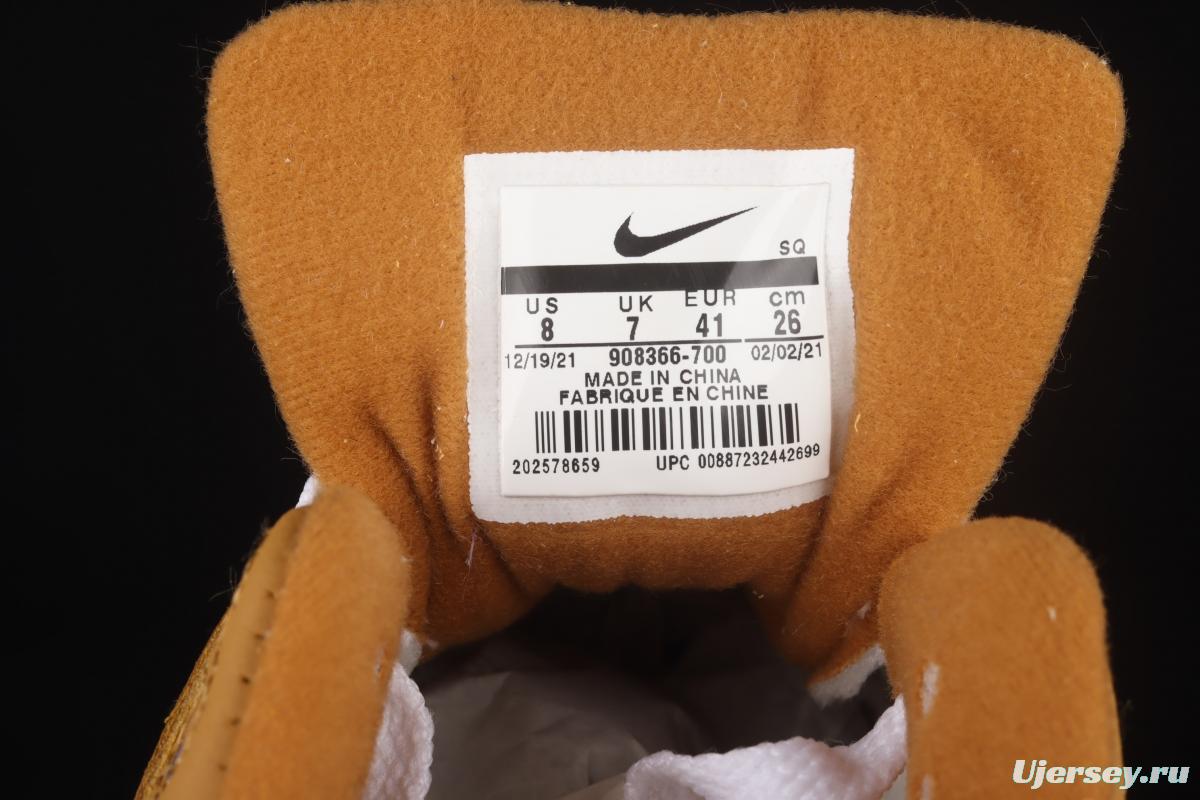 SQ
US UK EUR cm
8 7 41 26
12/19/21 908366-700 02/02/21
MADE IN CHINA
FABRIQUE EN CHINE
202578659 UPC 00887232442699
Ujersey.ru